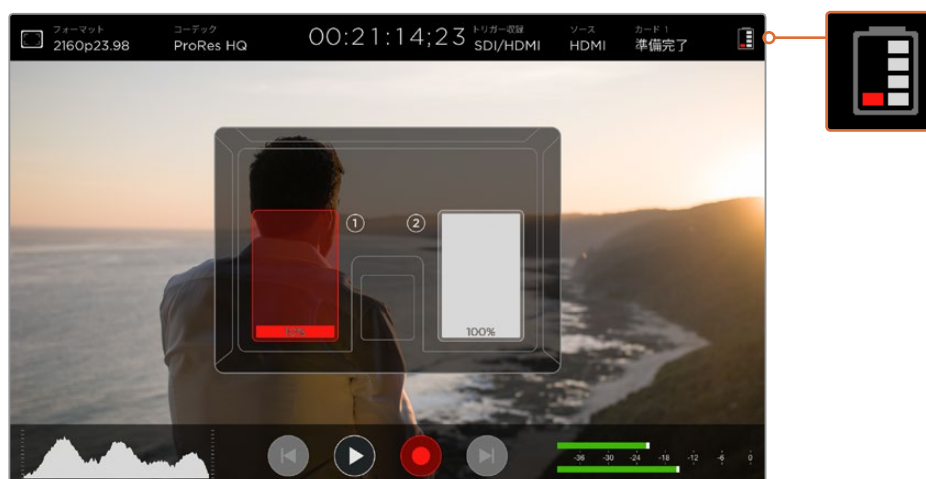 フォーマット
2160p23.98
コーデック
ProRes HQ
00:21:14;23
トリガー収録
SDI/HDMI
ソース
HDMI
カード 1
準備完了
① ②
100%
-36 -30 -24 -18 -12 -6 0